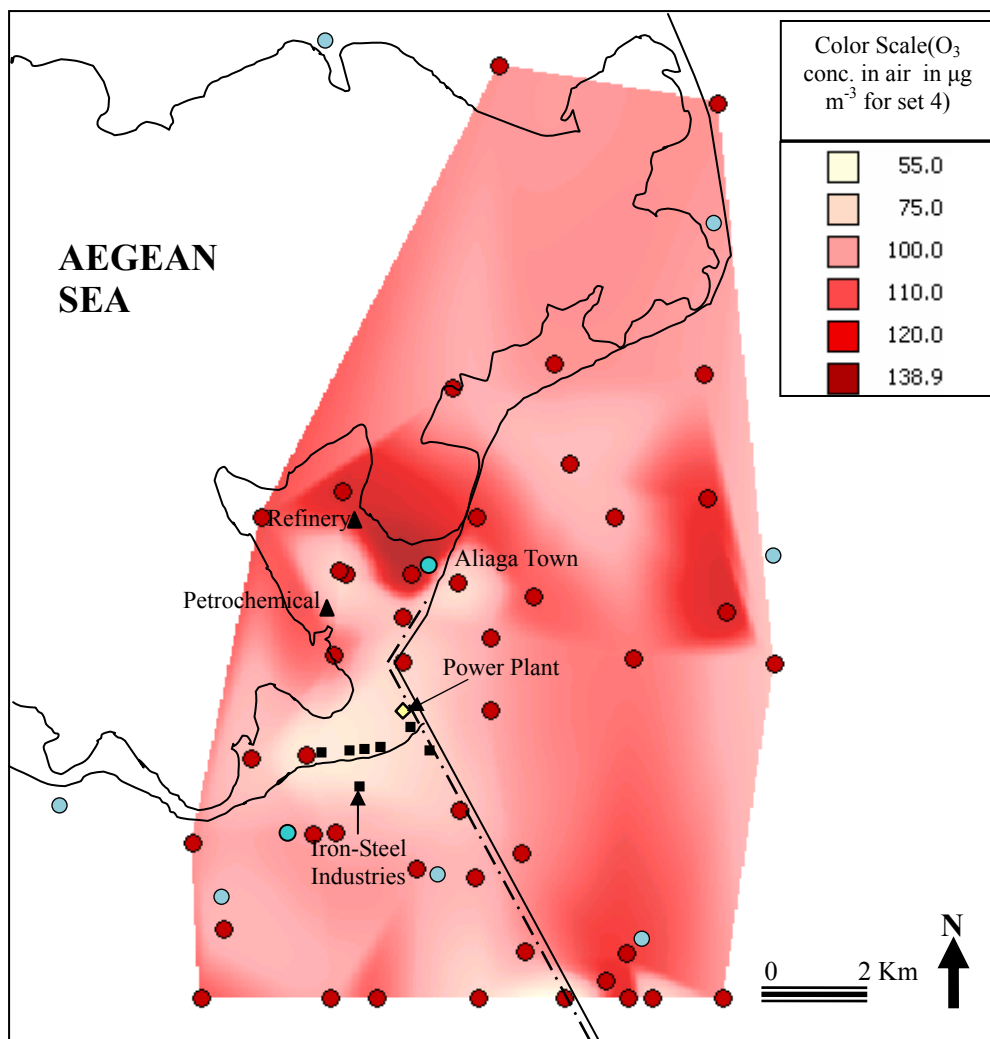 Color Scale(O3
conc. in air in µg
m-3 for set 4)
55.0
75.0
100.0
110.0
120.0
138.9
AEGEAN
SEA
Refinery
Aliaga Town
Petrochemical
Power Plant
Iron-Steel
Industries
N
0 2 Km